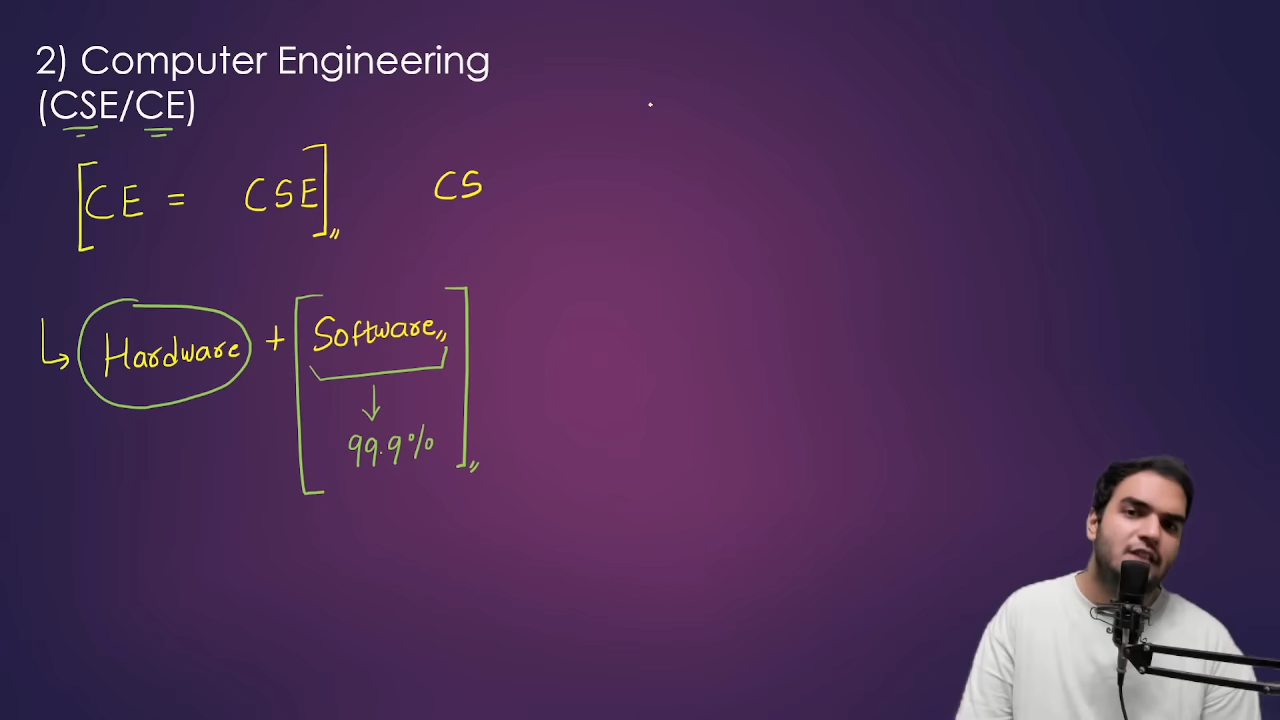 2) Computer Engineering
(CSE/CE)
[CE = CSE] CS
Hardware + [Software
99.9%]